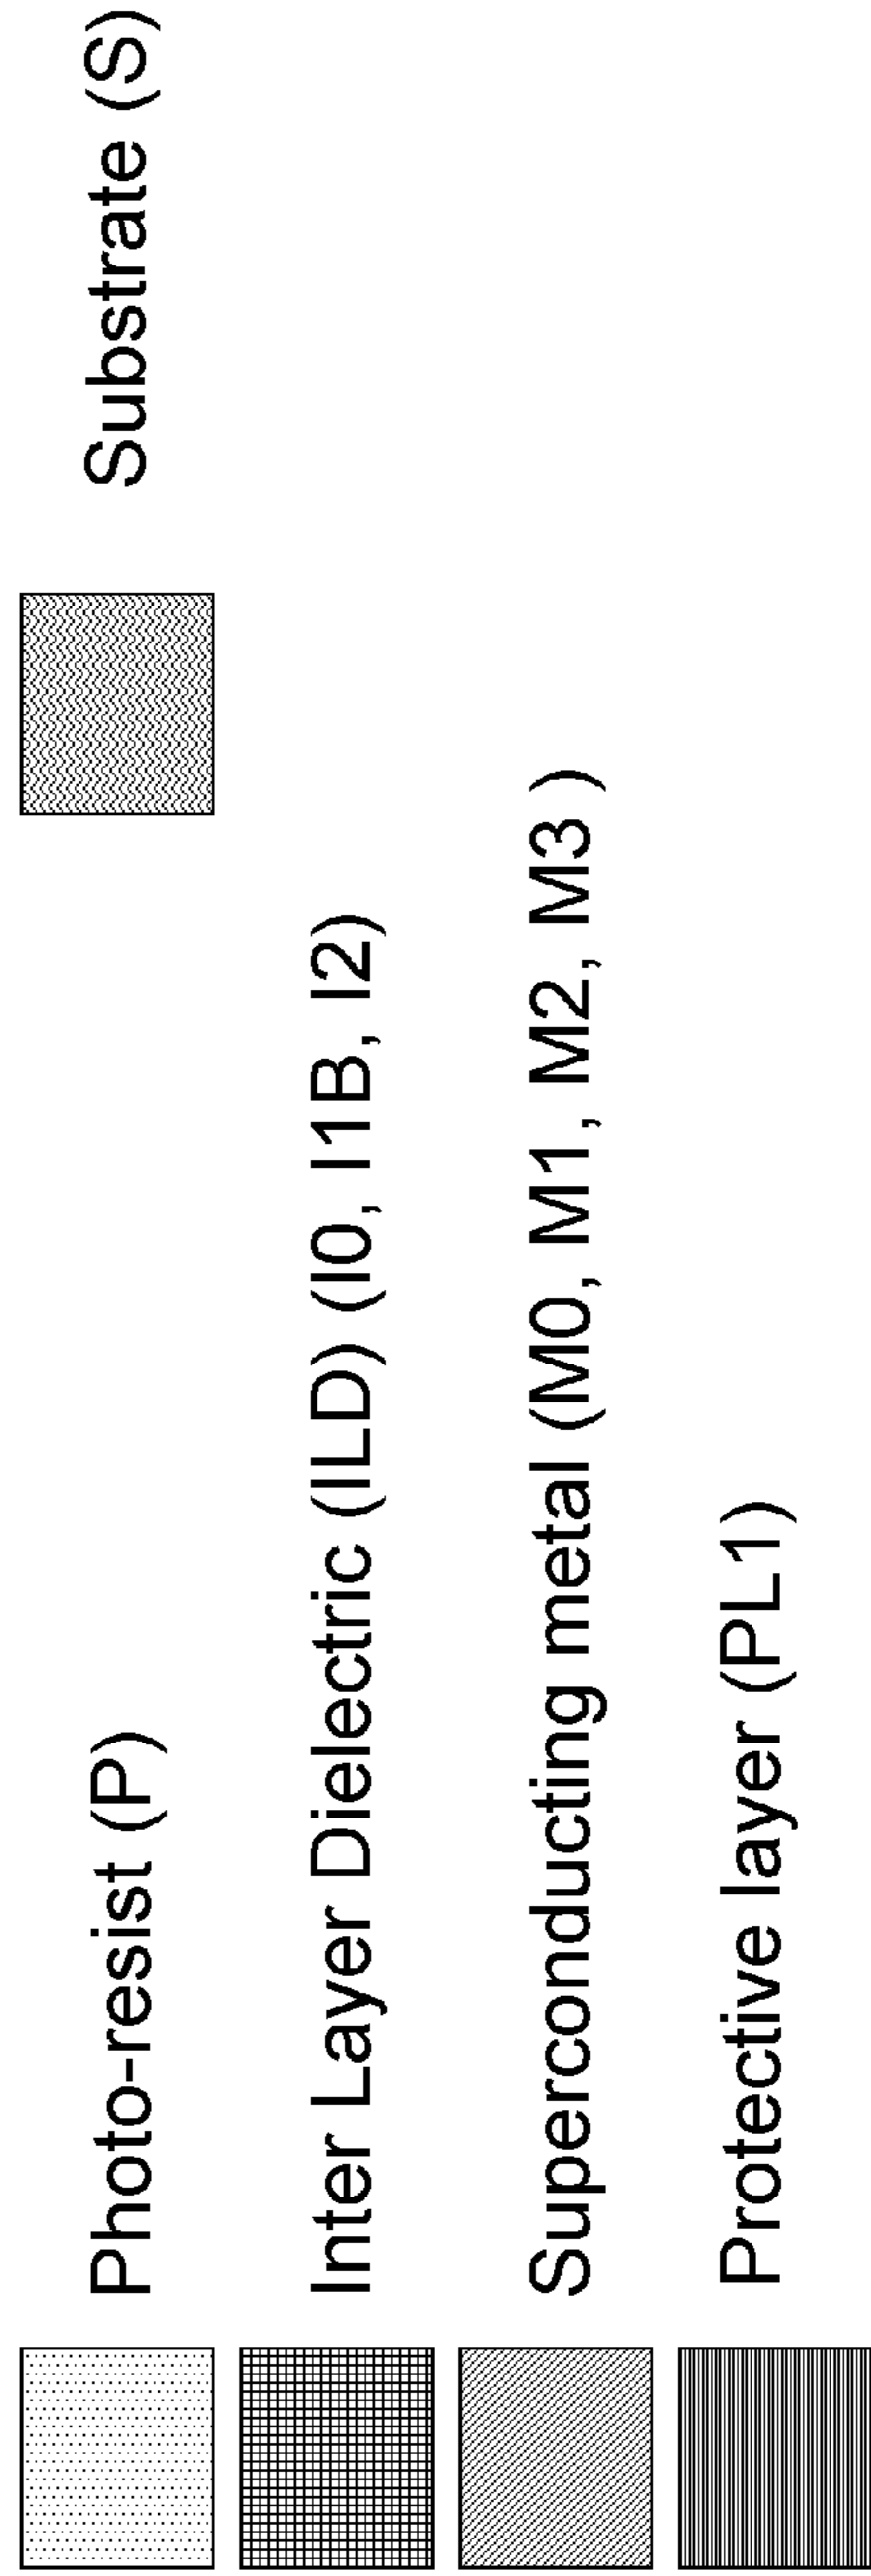 Photo-resist (P)
Substrate (S)
Inter Layer Dielectric (ILD) (I0, I1B, I2)
Superconducting metal (M0, M1, M2, M3 )
Protective layer (PL1)